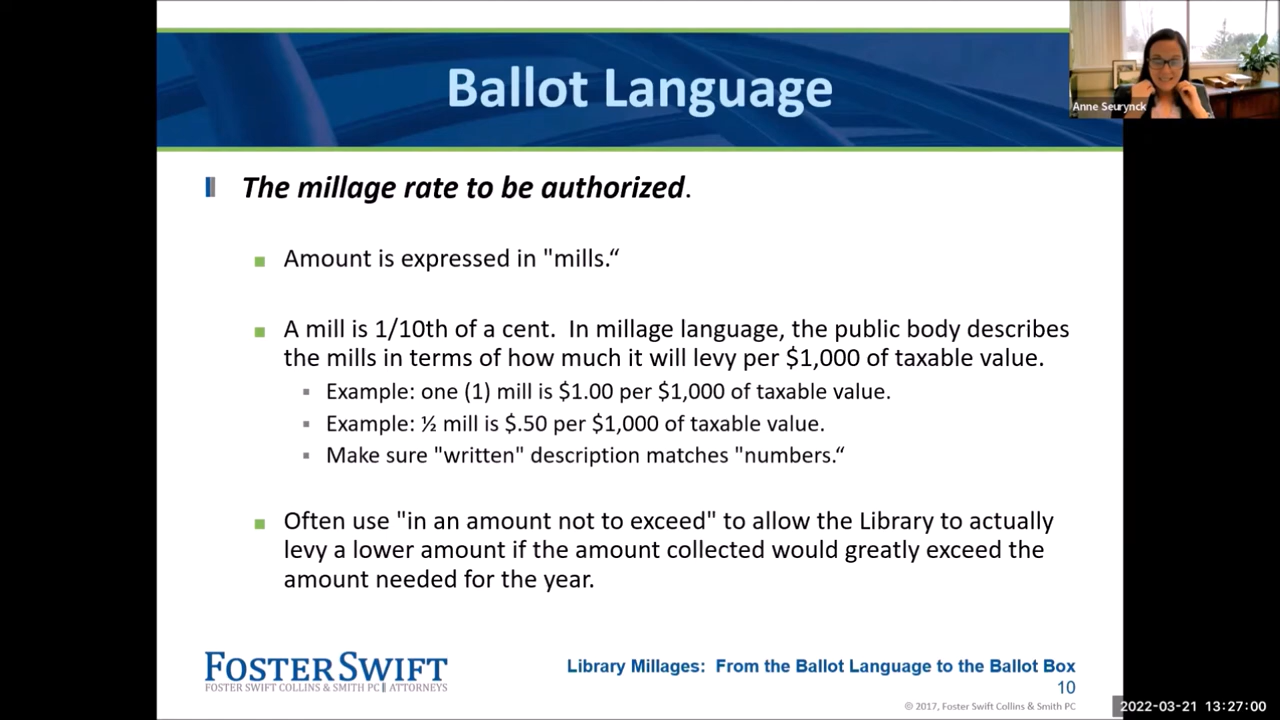 Ballot Language
Anne Seurynck
The millage rate to be authorized.
Amount is expressed in "mills.“
A mill is 1/10th of a cent.  In millage language, the public body describes
the mills in terms of how much it will levy per $1,000 of taxable value.
Example: one (1) mill is $1.00 per $1,000 of taxable value.
Example: ½ mill is $.50 per $1,000 of taxable value.
Make sure "written" description matches "numbers.“
Often use "in an amount not to exceed" to allow the Library to actually
levy a lower amount if the amount collected would greatly exceed the
amount needed for the year.
FOSTER SWIFT
FOSTER SWIFT COLLINS & SMITH PC || ATTORNEYS
Library Millages:  From the Ballot Language to the Ballot Box
10
© 2017, Foster Swift Collins & Smith PC
2022-03-21 13:27:00